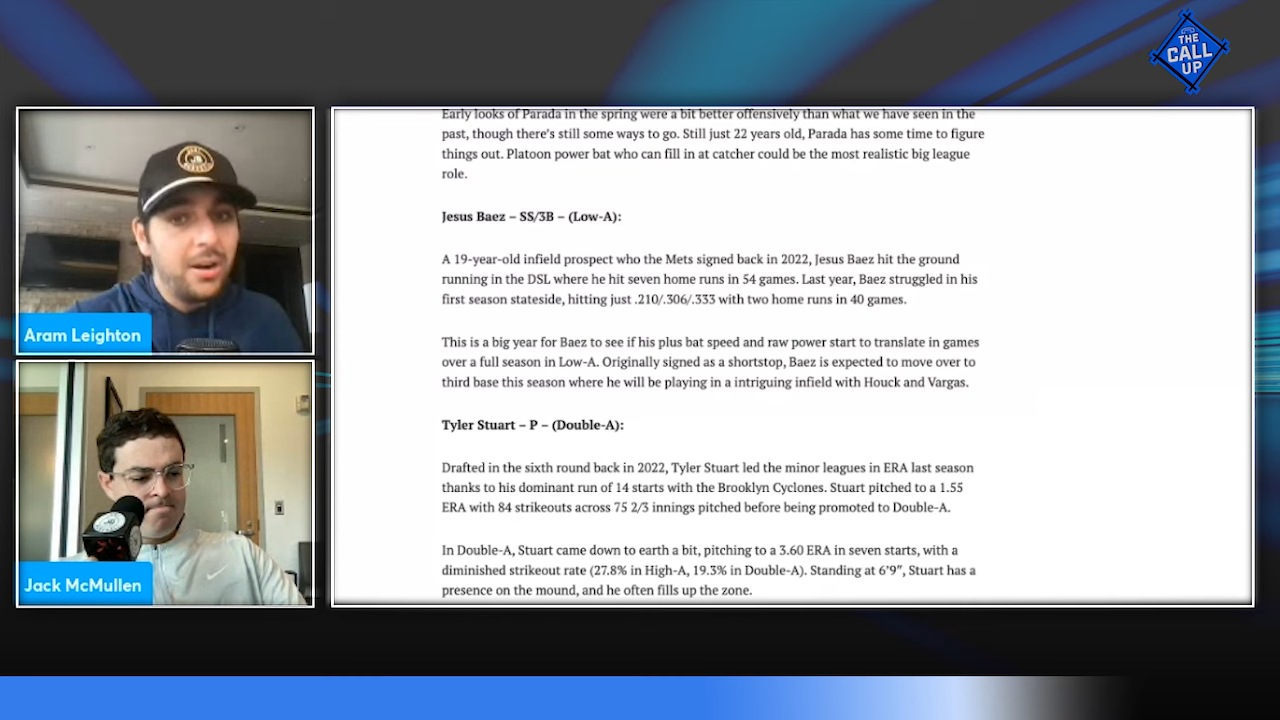 THE
CALL
UP
Aram Leighton
Jack McMullen
Early looks of Parada in the spring were a bit better offensively than what we have seen in the
past, though there's still some ways to go. Still just 22 years old, Parada has some time to figure
things out. Platoon power bat who can fill in at catcher could be the most realistic big league
role.
Jesus Baez – SS/3B – (Low-A):
A 19-year-old infield prospect who the Mets signed back in 2022, Jesus Baez hit the ground
running in the DSL where he hit seven home runs in 54 games. Last year, Baez struggled in his
first season stateside, hitting just .210/.306/.333 with two home runs in 40 games.
This is a big year for Baez to see if his plus bat speed and raw power start to translate in games
over a full season in Low-A. Originally signed as a shortstop, Baez is expected to move over to
third base this season where he will be playing in a intriguing infield with Houck and Vargas.
Tyler Stuart – P – (Double-A):
Drafted in the sixth round back in 2022, Tyler Stuart led the minor leagues in ERA last season
thanks to his dominant run of 14 starts with the Brooklyn Cyclones. Stuart pitched to a 1.55
ERA with 84 strikeouts across 75 2/3 innings pitched before being promoted to Double-A.
In Double-A, Stuart came down to earth a bit, pitching to a 3.60 ERA in seven starts, with a
diminished strikeout rate (27.8% in High-A, 19.3% in Double-A). Standing at 6'9″, Stuart has a
presence on the mound, and he often fills up the zone.